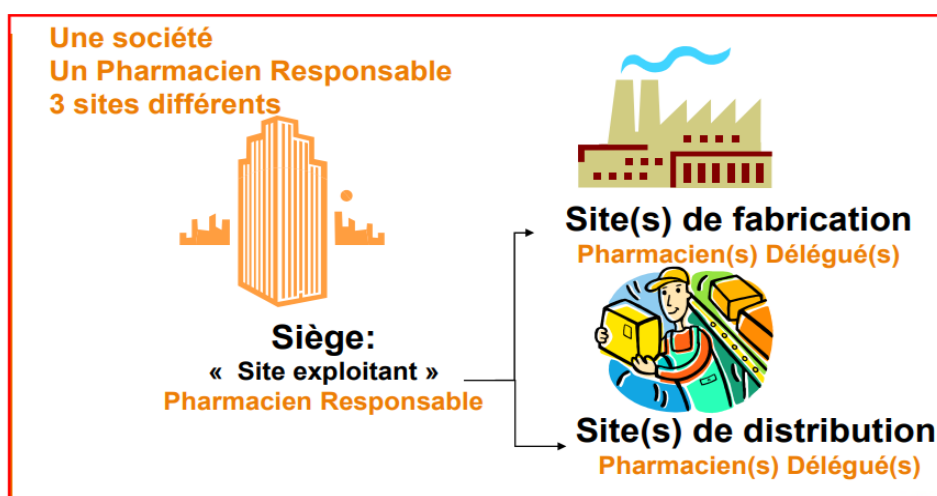 Une société
Un Pharmacien Responsable
3 sites différents
Siège:
« Site exploitant »
Pharmacien Responsable
Site(s) de fabrication
Pharmacien(s) Délégué(s)
Site(s) de distribution
Pharmacien(s) Délégué(s)